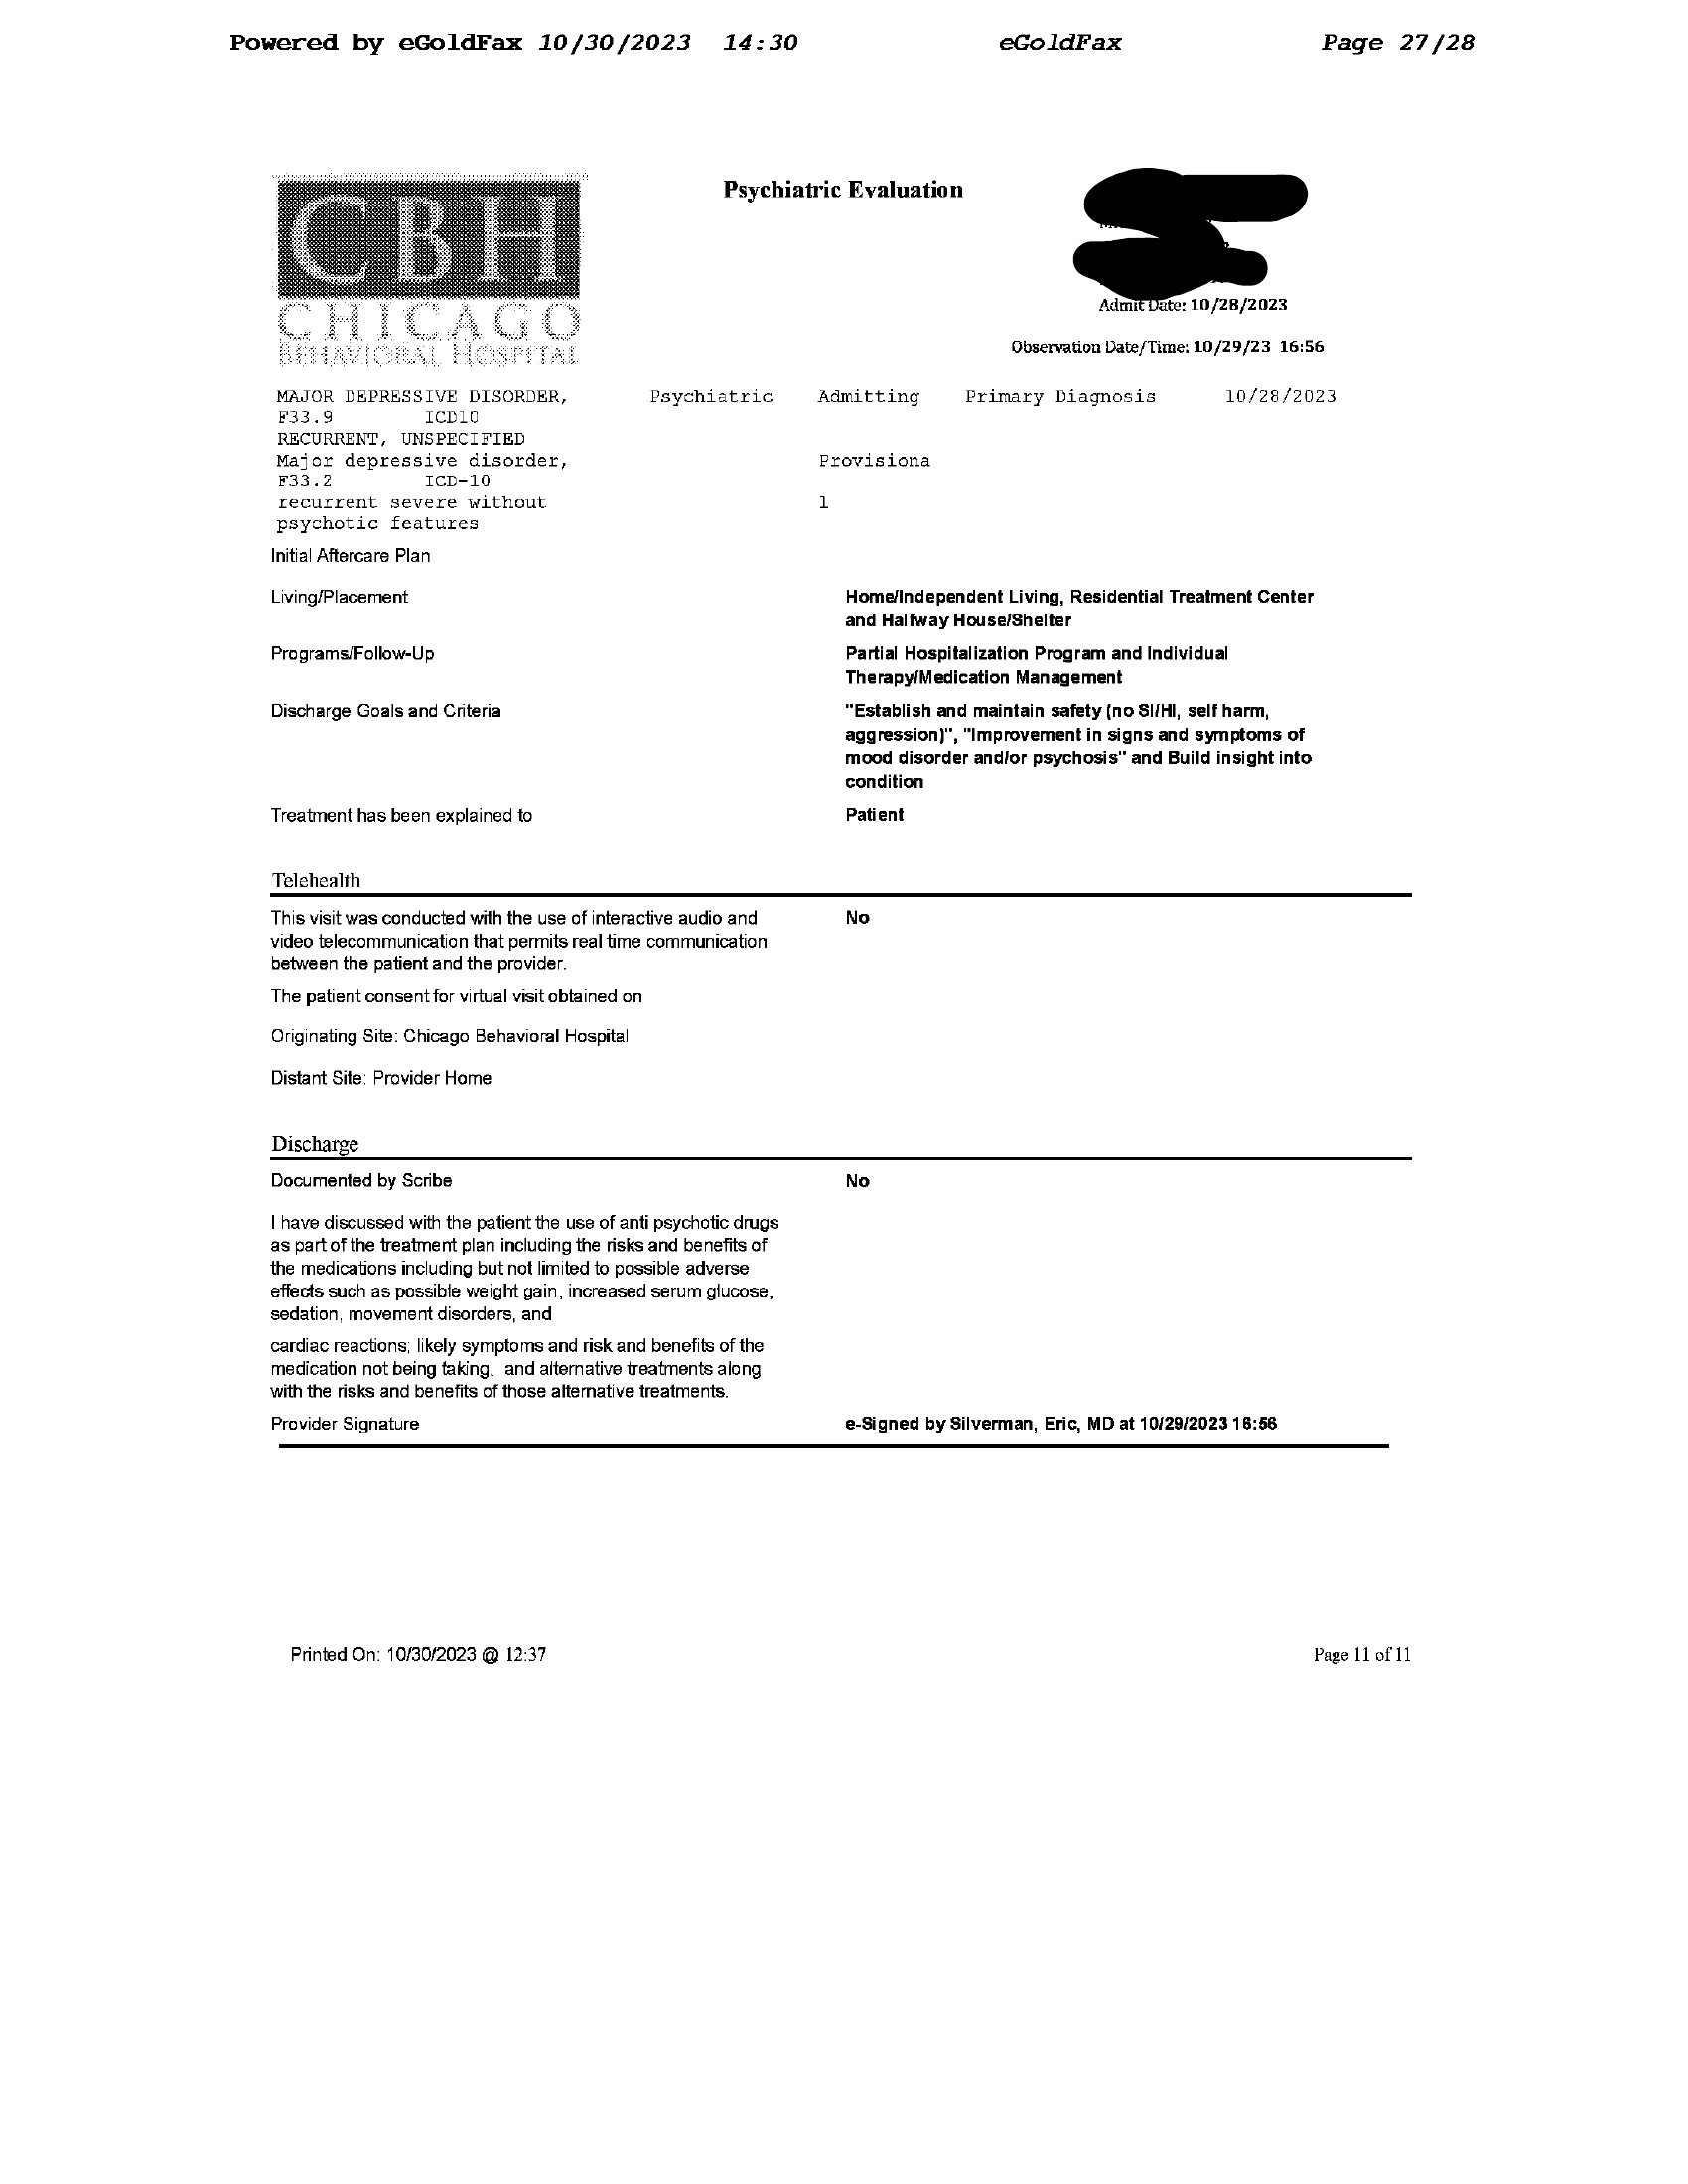 Powered by eGoldFax 10/30/2023 14:30 eGoldFax Page 27/28
CBH
CHICAGO
BEHAVIORAL HOSPITAL
Psychiatric Evaluation
Admit Date: 10/28/2023
Observation Date/Time: 10/29/23 16:56
MAJOR DEPRESSIVE DISORDER, Psychiatric Admitting Primary Diagnosis 10/28/2023
F33.9 ICD10
RECURRENT, UNSPECIFIED
Major depressive disorder, Provisiona
F33.2 ICD-10
recurrent severe without l
psychotic features
Initial Aftercare Plan
Living/Placement Home/Independent Living, Residential Treatment Center
and Halfway House/Shelter
Programs/Follow-Up Partial Hospitalization Program and Individual
Therapy/Medication Management
Discharge Goals and Criteria "Establish and maintain safety (no SI/HI, self harm,
aggression)", "Improvement in signs and symptoms of
mood disorder and/or psychosis" and Build insight into
condition
Treatment has been explained to Patient
Telehealth
This visit was conducted with the use of interactive audio and No
video telecommunication that permits real time communication
between the patient and the provider.
The patient consent for virtual visit obtained on
Originating Site: Chicago Behavioral Hospital
Distant Site: Provider Home
Discharge
Documented by Scribe No
I have discussed with the patient the use of anti psychotic drugs
as part of the treatment plan including the risks and benefits of
the medications including but not limited to possible adverse
effects such as possible weight gain, increased serum glucose,
sedation, movement disorders, and
cardiac reactions; likely symptoms and risk and benefits of the
medication not being taking, and alternative treatments along
with the risks and benefits of those alternative treatments.
Provider Signature e-Signed by Silverman, Eric, MD at 10/29/2023 16:56
Printed On: 10/30/2023 @ 12:37 Page 11 of 11